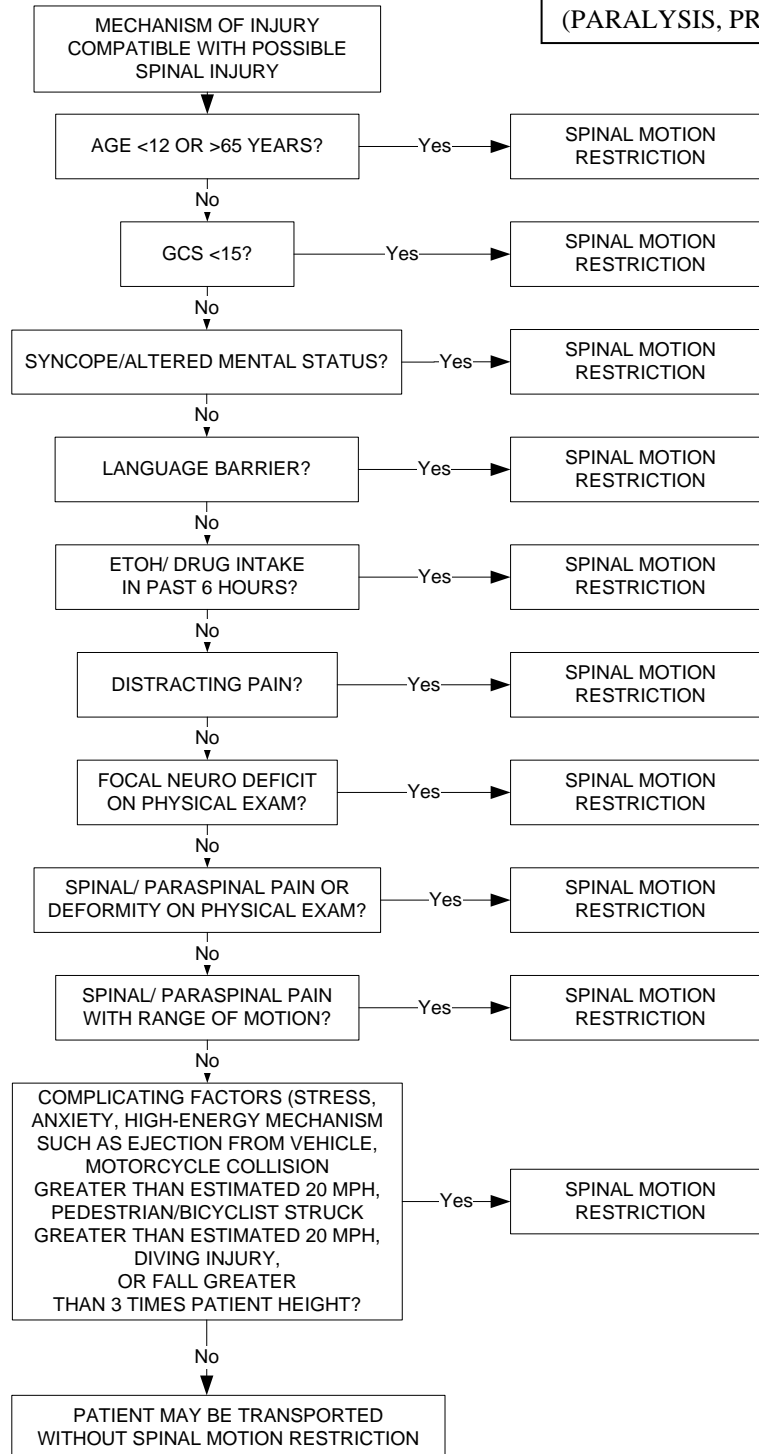 (PARALYSIS, PR
MECHANISM OF INJURY
COMPATIBLE WITH POSSIBLE
SPINAL INJURY
AGE <12 OR >65 YEARS?
Yes
SPINAL MOTION
RESTRICTION
No
GCS <15?
Yes
SPINAL MOTION
RESTRICTION
No
SYNCOPE/ALTERED MENTAL STATUS?
Yes
SPINAL MOTION
RESTRICTION
No
LANGUAGE BARRIER?
Yes
SPINAL MOTION
RESTRICTION
No
ETOH/ DRUG INTAKE
IN PAST 6 HOURS?
Yes
SPINAL MOTION
RESTRICTION
No
DISTRACTING PAIN?
Yes
SPINAL MOTION
RESTRICTION
No
FOCAL NEURO DEFICIT
ON PHYSICAL EXAM?
Yes
SPINAL MOTION
RESTRICTION
No
SPINAL/ PARASPINAL PAIN OR
DEFORMITY ON PHYSICAL EXAM?
Yes
SPINAL MOTION
RESTRICTION
No
SPINAL/ PARASPINAL PAIN
WITH RANGE OF MOTION?
Yes
SPINAL MOTION
RESTRICTION
No
COMPLICATING FACTORS (STRESS,
ANXIETY, HIGH-ENERGY MECHANISM
SUCH AS EJECTION FROM VEHICLE,
MOTORCYCLE COLLISION
GREATER THAN ESTIMATED 20 MPH,
PEDESTRIAN/BICYCLIST STRUCK
GREATER THAN ESTIMATED 20 MPH,
DIVING INJURY,
OR FALL GREATER
THAN 3 TIMES PATIENT HEIGHT?
Yes
SPINAL MOTION
RESTRICTION
No
PATIENT MAY BE TRANSPORTED
WITHOUT SPINAL MOTION RESTRICTION